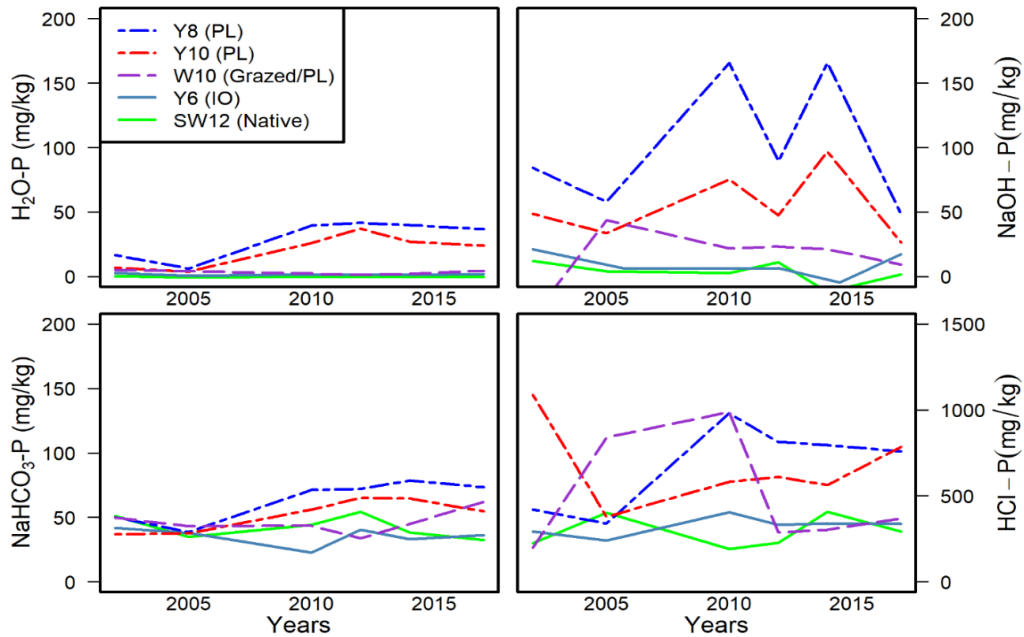 H₂O-P (mg/kg)
200
150
100
50
0
Y8 (PL)
Y10 (PL)
W10 (Grazed/PL)
Y6 (IO)
SW12 (Native)
2005 2010 2015
200
150
100
50
0
NaOH – P(mg/kg)
2005 2010 2015
NaHCO₃-P (mg/kg)
200
150
100
50
0
2005 2010 2015
Years
1500
1000
500
0
HCl – P(mg/kg)
2005 2010 2015
Years